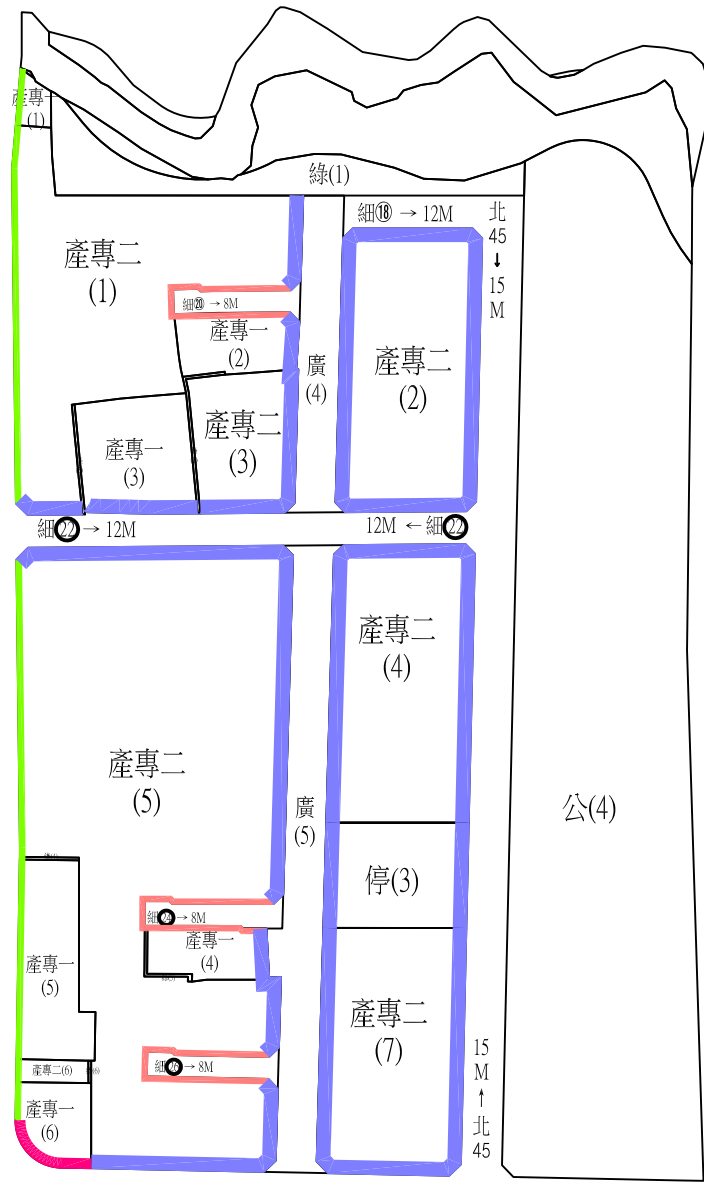 產專一
(1)
綠(1)
細⑱ → 12M
北
45
↓
15
M
產專二
(1)
細⑳ → 8M
產專一
(2)
廣
(4)
產專二
(2)
產專二
(3)
產專一
(3)
細22 → 12M
12M ← 細22
產專二
(4)
產專二
(5)
廣
(5)
公(4)
停(3)
細24 → 8M
產專一
(4)
產專一
(5)
產專二
(7)
細26 → 8M
15
M
↑
北
45
產專二(6)
產專一
(6)